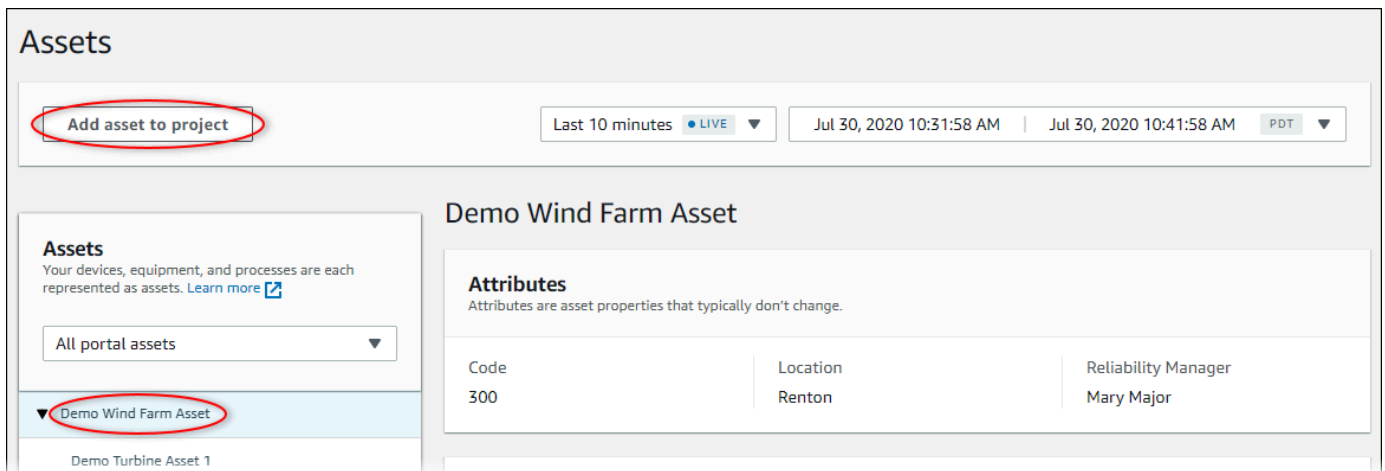 Assets
Add asset to project
Last 10 minutes ● LIVE ▼
Jul 30, 2020 10:31:58 AM | Jul 30, 2020 10:41:58 AM PDT ▼
Assets
Your devices, equipment, and processes are each
represented as assets. Learn more
All portal assets ▼
▼ Demo Wind Farm Asset
Demo Turbine Asset 1
Demo Wind Farm Asset
Attributes
Attributes are asset properties that typically don't change.
Code
300
Location
Renton
Reliability Manager
Mary Major